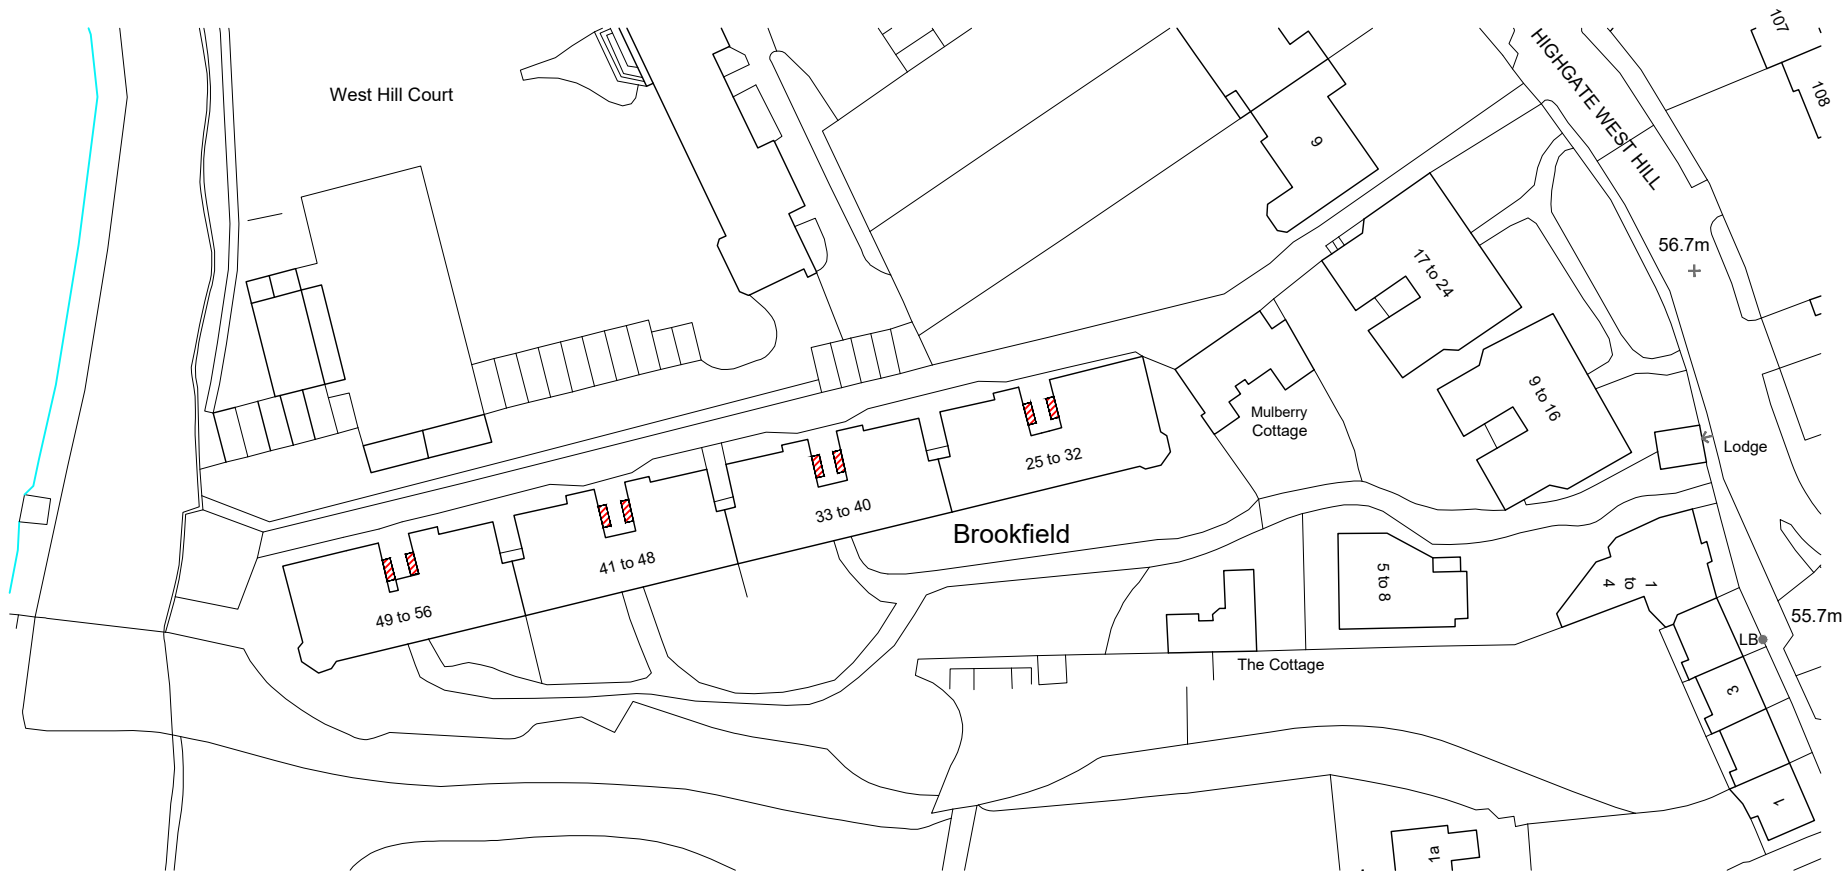 West Hill Court
HIGHGATE WEST HILL
107
108
9
56.7m
17 to 24
9 to 16
Mulberry
Cottage
Lodge
25 to 32
33 to 40
41 to 48
49 to 56
Brookfield
5 to 8
1
to
4
55.7m
LB
The Cottage
3
1
1a